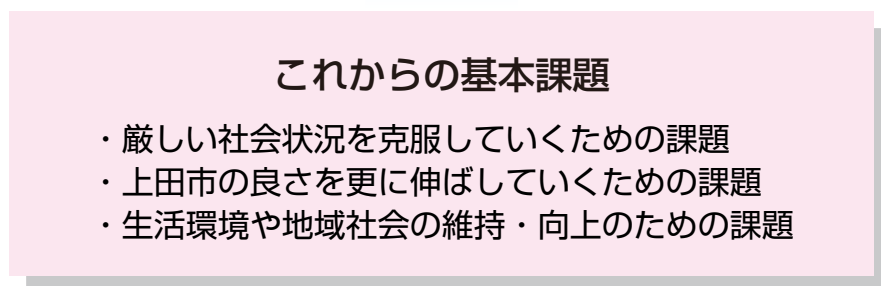 これからの基本課題
・厳しい社会状況を克服していくための課題
・上田市の良さを更に伸ばしていくための課題
・生活環境や地域社会の維持・向上のための課題